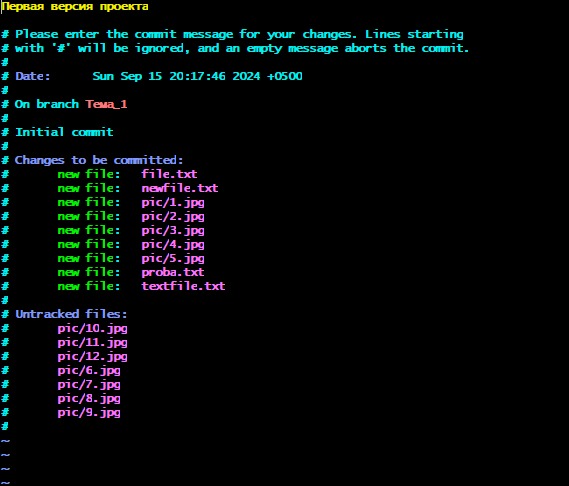 Первая версия проекта
# Please enter the commit message for your changes. Lines starting
# with '#' will be ignored, and an empty message aborts the commit.
#
# Date:      Sun Sep 15 20:17:46 2024 +0500
#
# On branch Тема_1
#
# Initial commit
#
# Changes to be committed:
#       new file:   file.txt
#       new file:   newfile.txt
#       new file:   pic/1.jpg
#       new file:   pic/2.jpg
#       new file:   pic/3.jpg
#       new file:   pic/4.jpg
#       new file:   pic/5.jpg
#       new file:   proba.txt
#       new file:   textfile.txt
#
# Untracked files:
#       pic/10.jpg
#       pic/11.jpg
#       pic/12.jpg
#       pic/6.jpg
#       pic/7.jpg
#       pic/8.jpg
#       pic/9.jpg
#
~
~
~
~